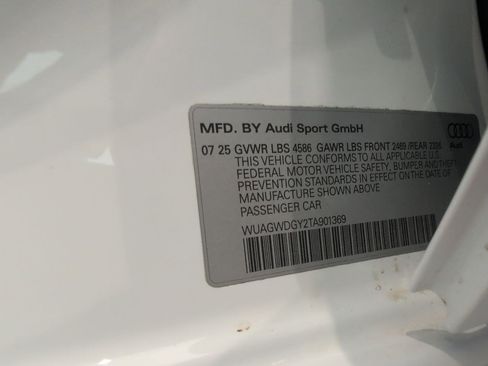 MFD. BY Audi Sport GmbH
07 25 GVWR LBS 4586 GAWR LBS FRONT 2469 /REAR
THIS VEHICLE CONFORMS TO ALL APPLICABLE U.S.
FEDERAL MOTOR VEHICLE SAFETY, BUMPER AND THEFT
PREVENTION STANDARDS IN EFFECT ON THE DATE OF
MANUFACTURE SHOWN ABOVE
PASSENGER CAR
WUAGWDGY2TA901369
Audi